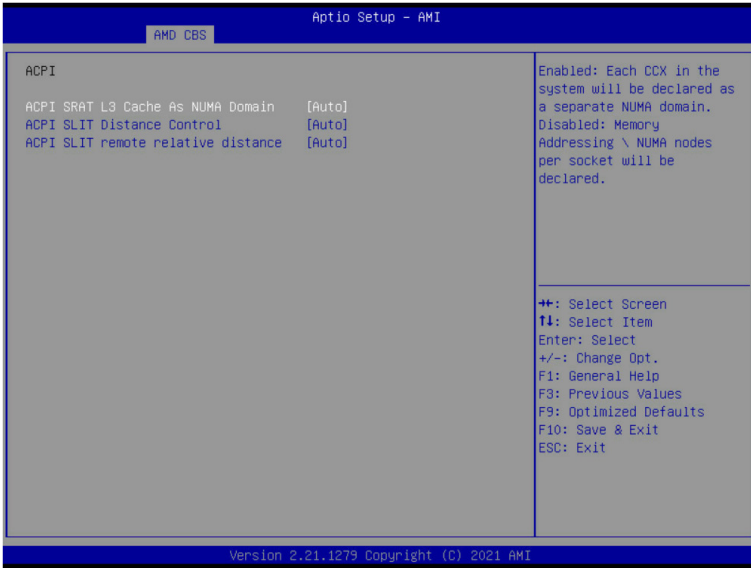 Aptio Setup – AMI
AMD CBS
ACPI
ACPI SRAT L3 Cache As NUMA Domain [Auto]
ACPI SLIT Distance Control [Auto]
ACPI SLIT remote relative distance [Auto]
Enabled: Each CCX in the
system will be declared as
a separate NUMA domain.
Disabled: Memory
Addressing \ NUMA nodes
per socket will be
declared.
→←: Select Screen
↑↓: Select Item
Enter: Select
+/-: Change Opt.
F1: General Help
F3: Previous Values
F9: Optimized Defaults
F10: Save & Exit
ESC: Exit
Version 2.21.1279 Copyright (C) 2021 AMI